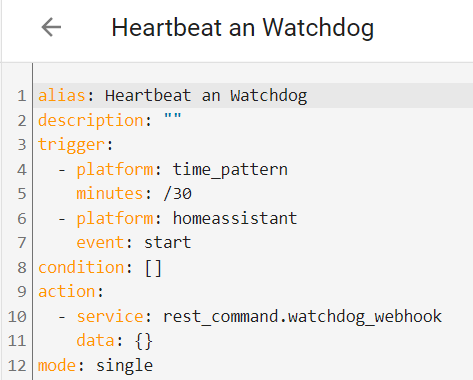 Heartbeat an Watchdog
1 alias: Heartbeat an Watchdog
2 description: ""
3 trigger:
4   - platform: time_pattern
5     minutes: /30
6   - platform: homeassistant
7     event: start
8 condition: []
9 action:
10   - service: rest_command.watchdog_webhook
11     data: {}
12 mode: single